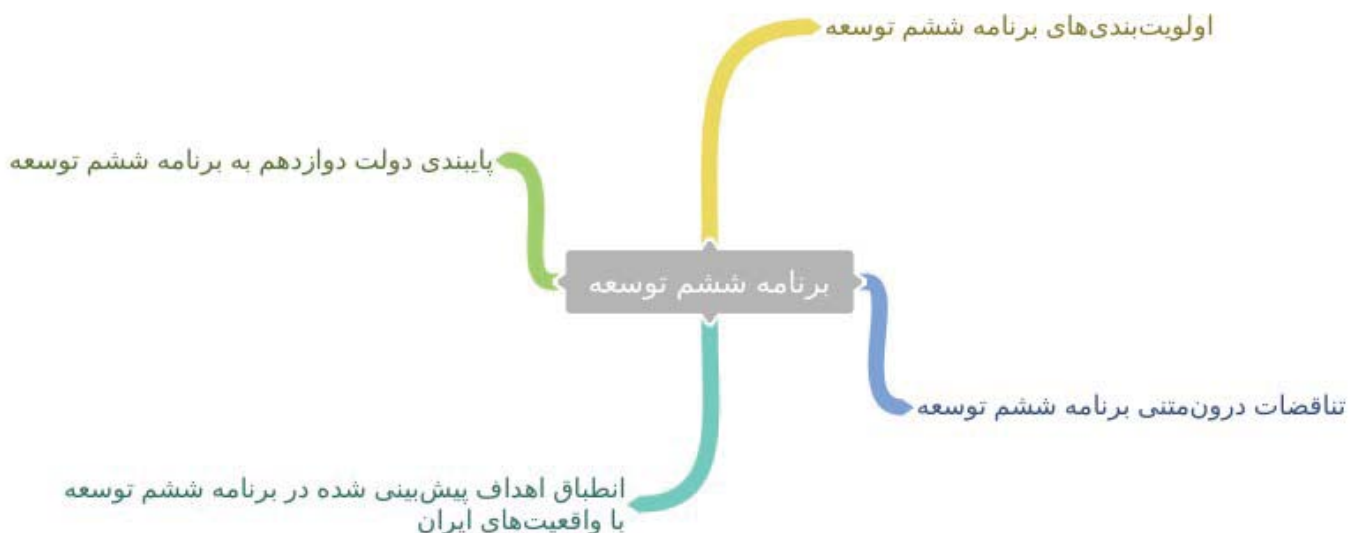 اولویت‌بندی‌های برنامه ششم توسعه
پایبندی دولت دوازدهم به برنامه ششم توسعه
برنامه ششم توسعه
تناقضات درون‌متنی برنامه ششم توسعه
انطباق اهداف پیش‌بینی شده در برنامه ششم توسعه
با واقعیت‌های ایران